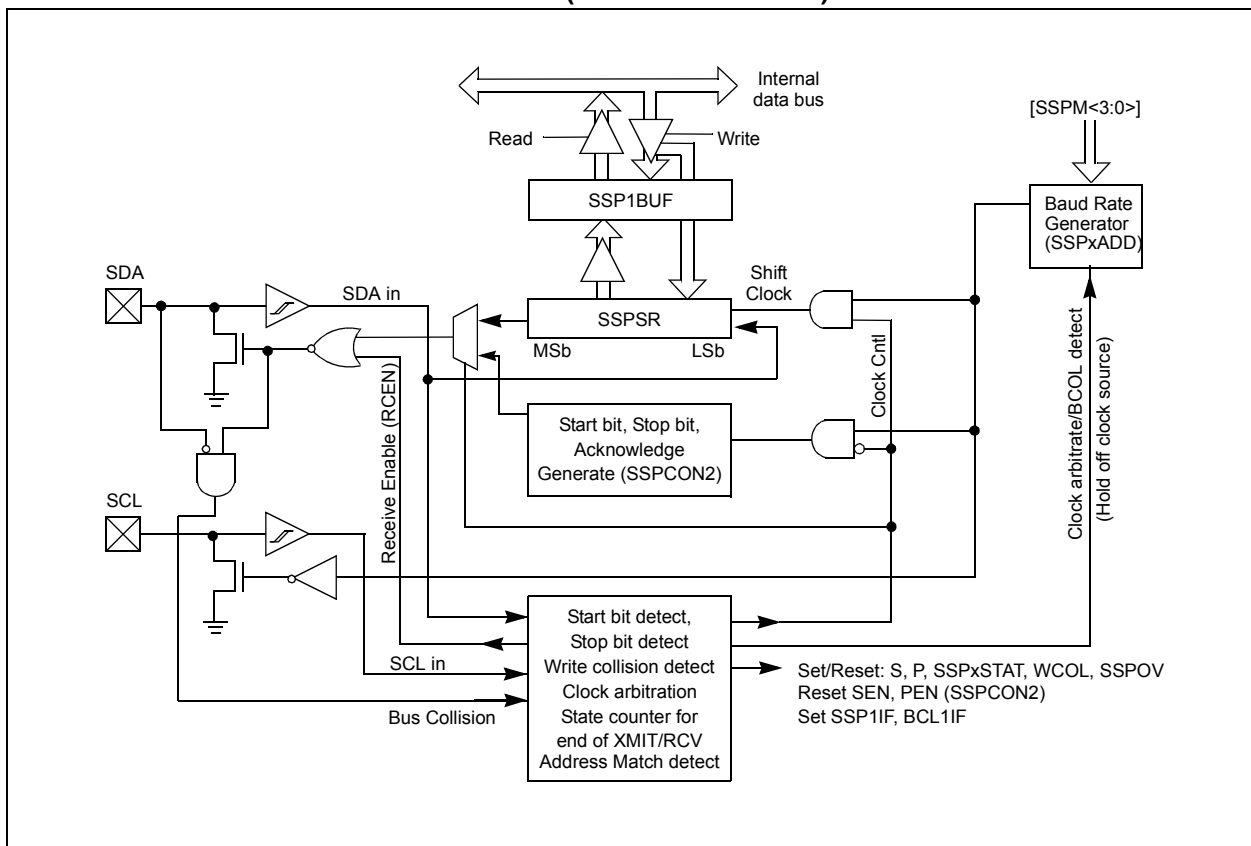 Internal
data bus
[SSPM<3:0>]
Read
Write
SSP1BUF
Baud Rate
Generator
(SSPxADD)
SDA
SDA in
Shift
Clock
SSPSR
MSb
LSb
Clock Cntl
Clock arbitrate/BCOL detect
(Hold off clock source)
Receive Enable (RCEN)
Start bit, Stop bit,
Acknowledge
Generate (SSPCON2)
SCL
SCL in
Bus Collision
Start bit detect,
Stop bit detect
Write collision detect
Clock arbitration
State counter for
end of XMIT/RCV
Address Match detect
Set/Reset: S, P, SSPxSTAT, WCOL, SSPOV
Reset SEN, PEN (SSPCON2)
Set SSP1IF, BCL1IF